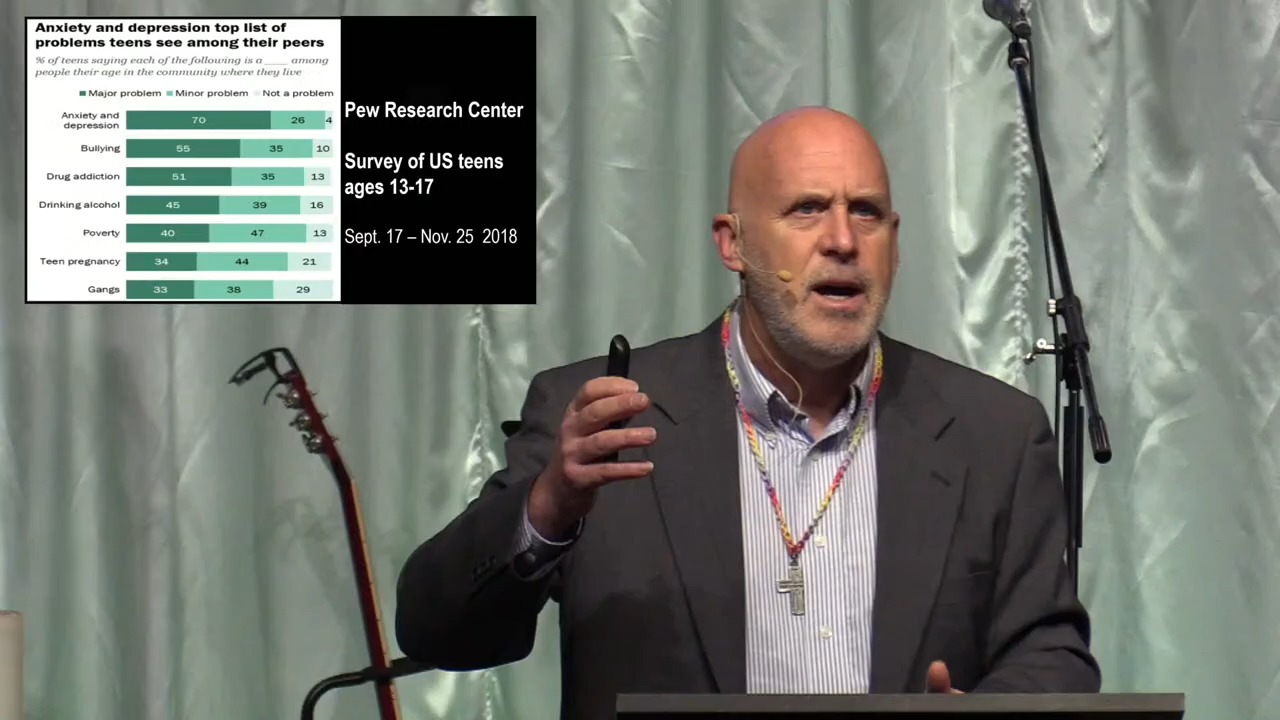 Anxiety and depression top list of
problems teens see among their peers
% of teens saying each of the following is a ____ among
people their age in the community where they live
Major problem Minor problem Not a problem
Anxiety and
depression 70 26 4
Bullying 55 35 10
Drug addiction 51 35 13
Drinking alcohol 45 39 16
Poverty 40 47 13
Teen pregnancy 34 44 21
Gangs 33 38 29
Pew Research Center
Survey of US teens
ages 13-17
Sept. 17 – Nov. 25 2018